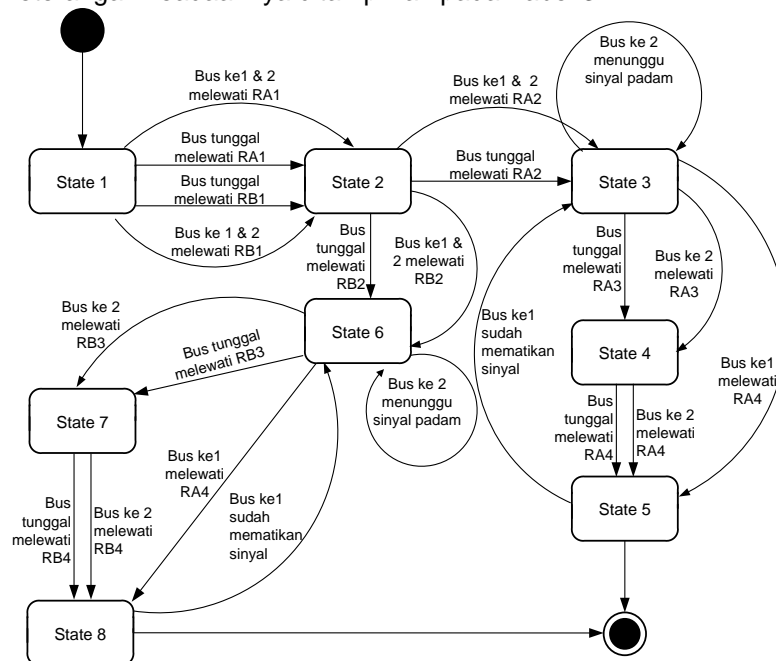 Bus ke1 & 2
melewati RA1
Bus ke1 & 2
melewati RA2
Bus ke 2
menunggu
sinyal padam
Bus tunggal
melewati RA1
Bus tunggal
melewati RA2
State 1
State 2
State 3
Bus tunggal
melewati RB1
Bus ke 1 & 2
melewati RB1
Bus
tunggal
melewati
RB2
Bus ke1 &
2 melewati
RB2
Bus
tunggal
melewati
RA3
Bus ke 2
melewati
RA3
Bus ke 2
melewati
RB3
Bus tunggal
melewati RB3
State 6
Bus ke1
sudah
mematikan
sinyal
State 4
Bus ke1
melewati
RA4
Bus ke 2
menunggu
sinyal padam
State 7
Bus
tunggal
melewati
RA4
Bus ke 2
melewati
RA4
Bus ke1
melewati
RA4
Bus ke1
sudah
mematikan
sinyal
State 5
Bus
tunggal
melewati
RB4
Bus ke 2
melewati
RB4
State 8